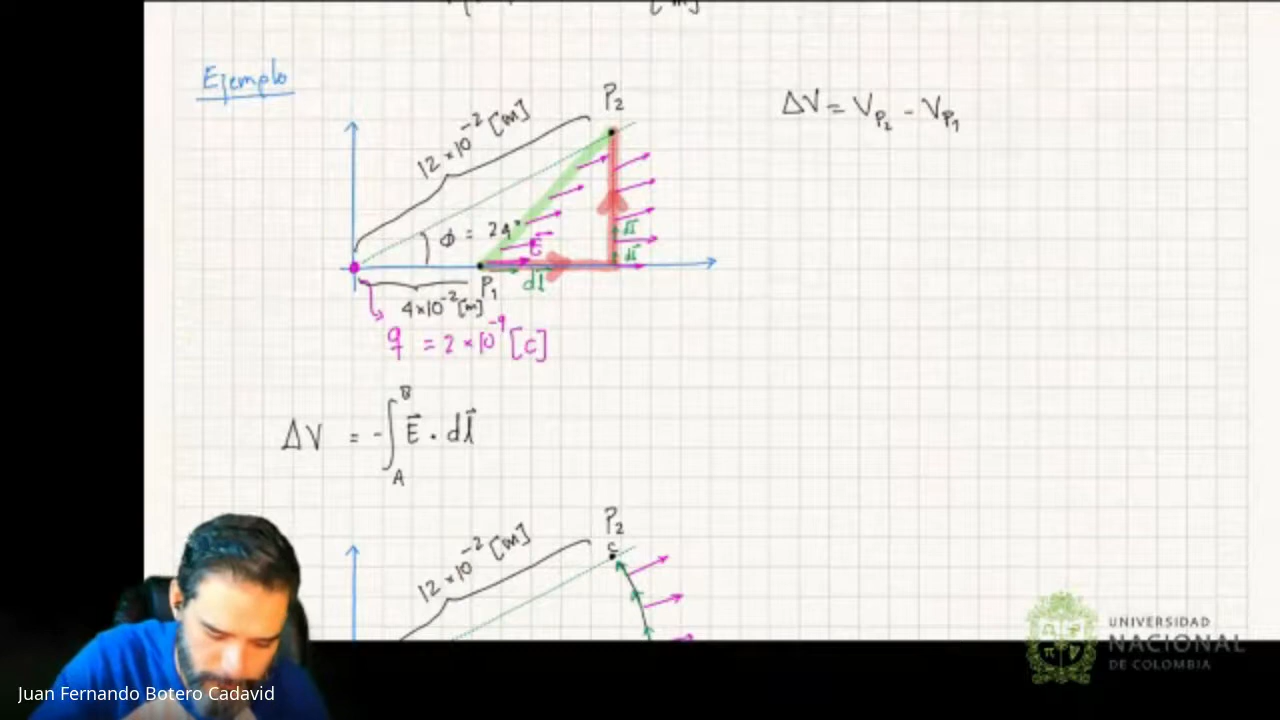 [m]
Ejemplo
P₂
ΔV = V_P₂ - V_P₁
12×10⁻² [m]
ϕ = 24°
E⃗
dl⃗
dl⃗
P₁
dl⃗
4×10⁻²[m]
q = 2×10⁻⁹ [C]
ΔV = -∫_A^B E⃗ · dl⃗
P₂
C
12×10⁻² [m]
UNIVERSIDAD
NACIONAL
DE COLOMBIA
Juan Fernando Botero Cadavid